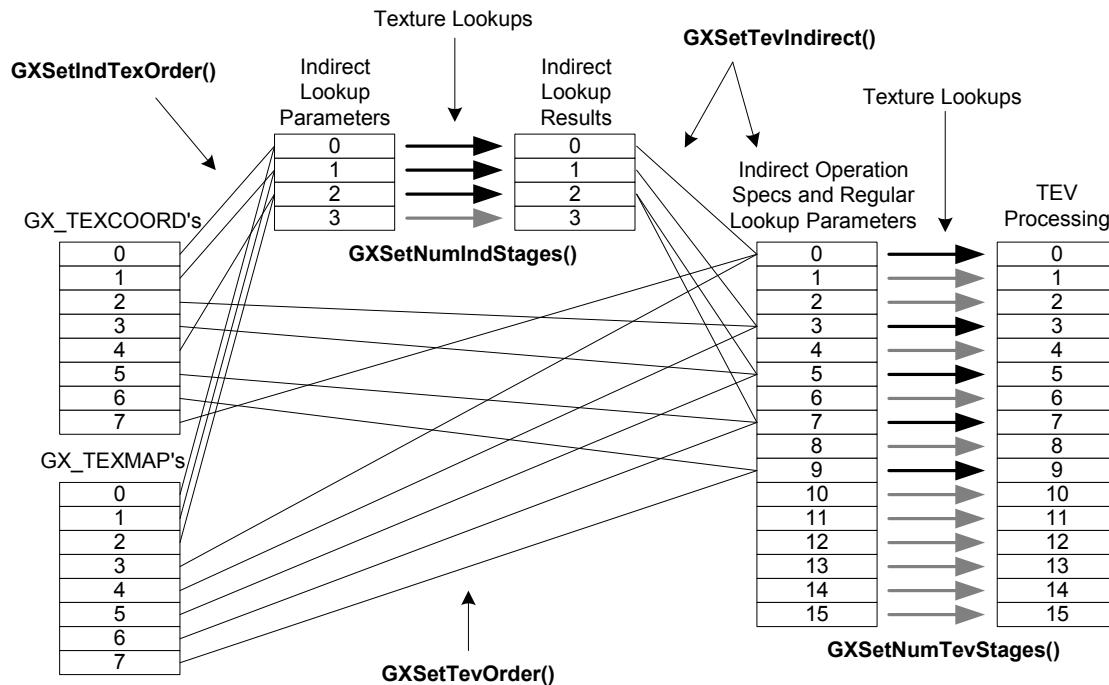 Texture Lookups
GXSetTevIndirect()
GXSetIndTexOrder()
Indirect
Lookup
Parameters
Indirect
Lookup
Results
Texture Lookups
0
1
2
3
0
1
2
3
Indirect Operation
Specs and Regular
Lookup Parameters
TEV
Processing
GX_TEXCOORD's
GXSetNumIndStages()
0
1
2
3
4
5
6
7
GX_TEXMAP's
0
1
2
3
4
5
6
7
0
1
2
3
4
5
6
7
8
9
10
11
12
13
14
15
0
1
2
3
4
5
6
7
8
9
10
11
12
13
14
15
GXSetTevOrder()
GXSetNumTevStages()